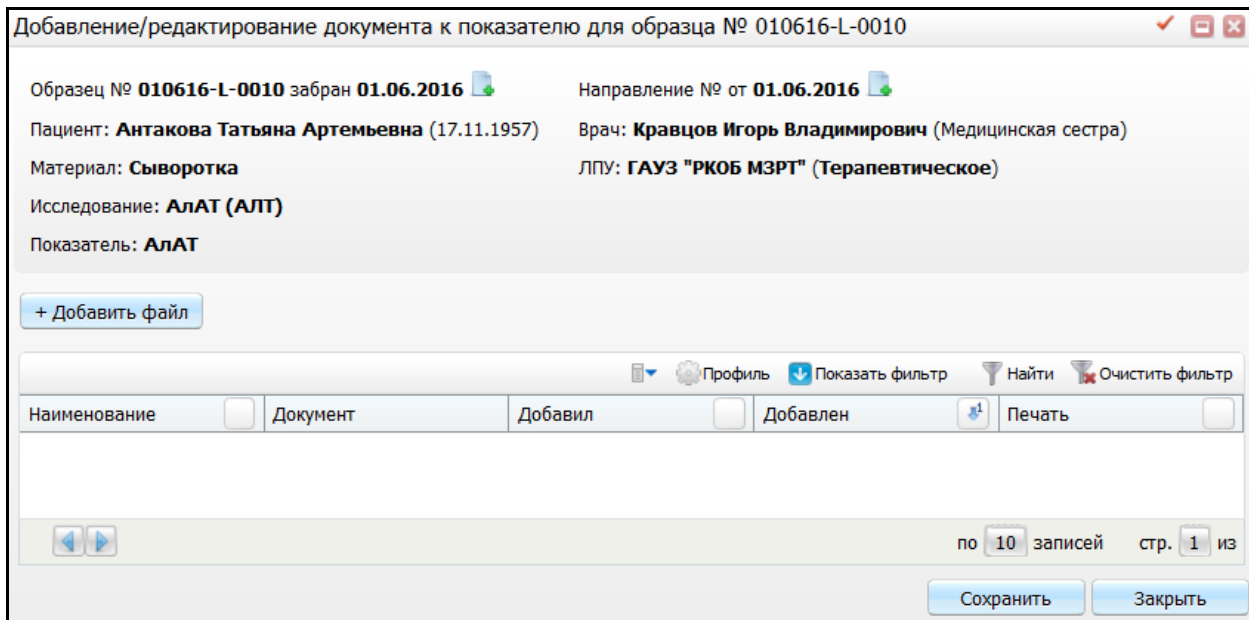 Добавление/редактирование документа к показателю для образца № 010616-L-0010
Образец № 010616-L-0010 забран 01.06.2016
Направление № от 01.06.2016
Пациент: Антакова Татьяна Артемьевна (17.11.1957)
Врач: Кравцов Игорь Владимирович (Медицинская сестра)
Материал: Сыворотка
ЛПУ: ГАУЗ "РКОБ МЗРТ" (Терапевтическое)
Исследование: АлАТ (АЛТ)
Показатель: АлАТ
+ Добавить файл
Профиль Показать фильтр Найти Очистить фильтр
Наименование Документ Добавил Добавлен 1 Печать
по 10 записей стр. 1 из
Сохранить Закрыть